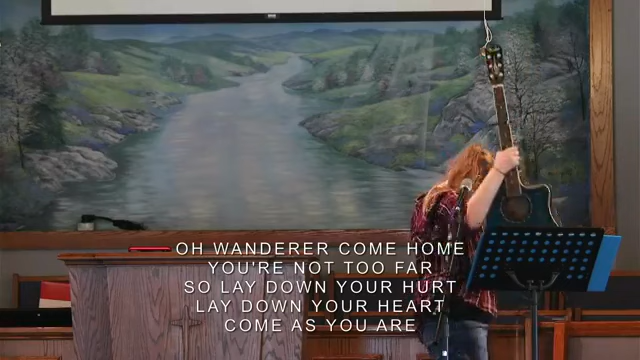 OH WANDERER COME HOME
YOU'RE NOT TOO FAR
SO LAY DOWN YOUR HURT
LAY DOWN YOUR HEART
COME AS YOU ARE